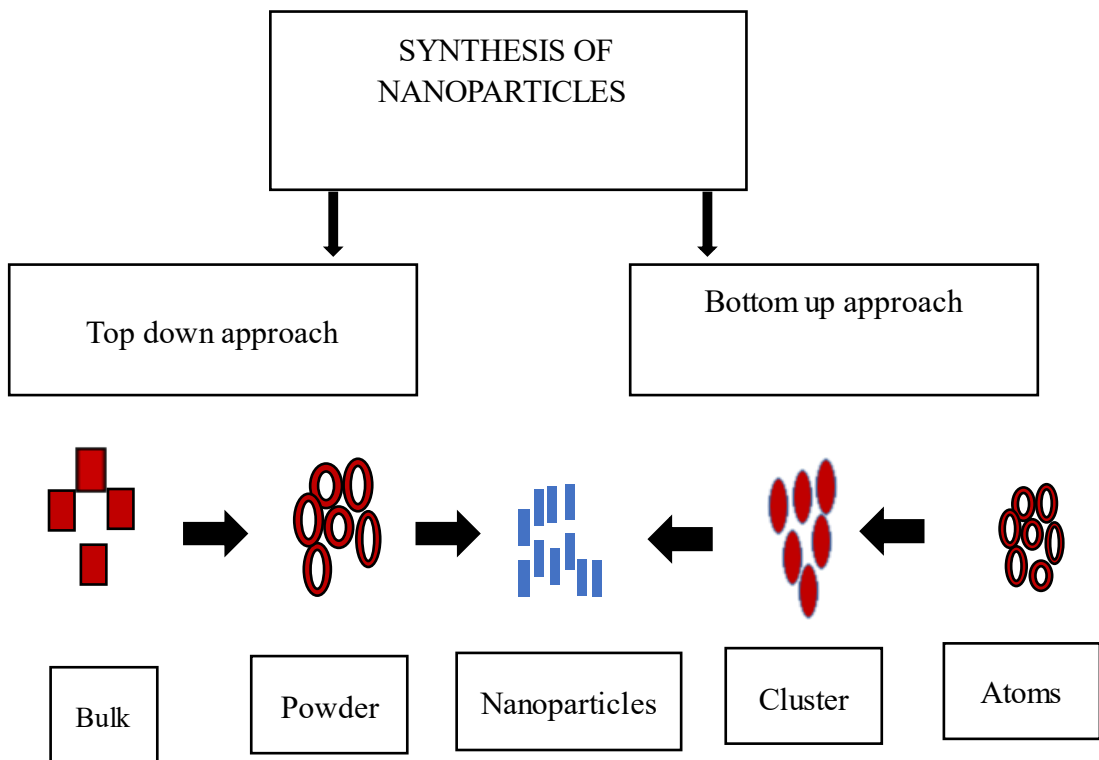 SYNTHESIS OF
NANOPARTICLES
Top down approach
Bottom up approach
Bulk
Powder
Nanoparticles
Cluster
Atoms